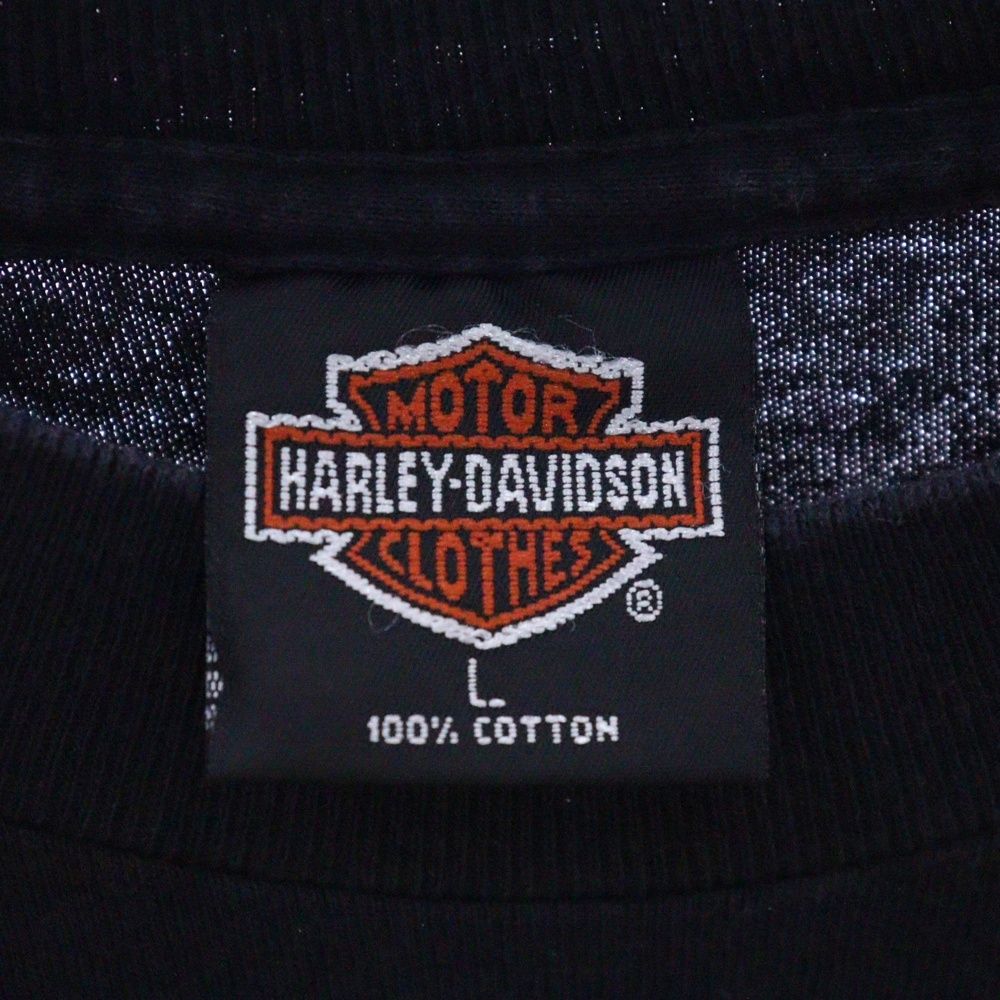 MOTOR
HARLEY-DAVIDSON
CLOTHES
®
L
100% COTTON